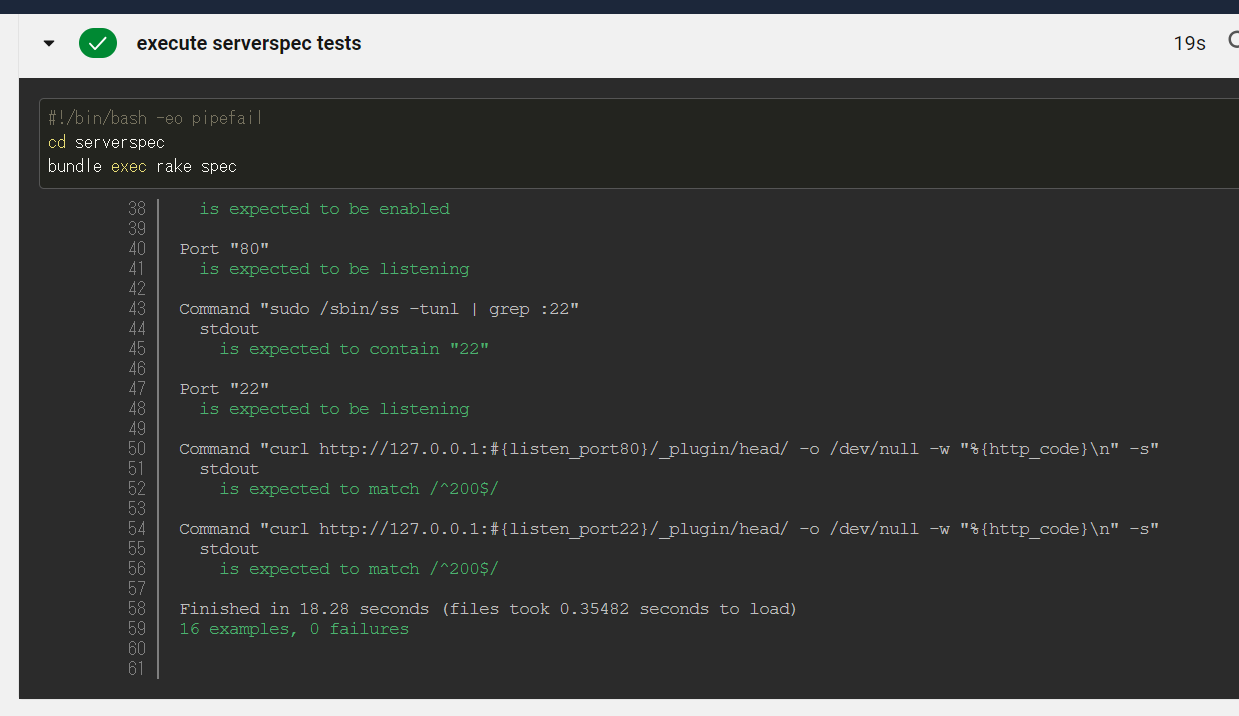 execute serverspec tests
19s
#!/bin/bash -eo pipefail
cd serverspec
bundle exec rake spec
38 is expected to be enabled
39
40 Port "80"
41 is expected to be listening
42
43 Command "sudo /sbin/ss -tunl | grep :22"
44 stdout
45 is expected to contain "22"
46
47 Port "22"
48 is expected to be listening
49
50 Command "curl http://127.0.0.1:#{listen_port80}/_plugin/head/ -o /dev/null -w "%{http_code}\n" -s"
51 stdout
52 is expected to match /^200$/
53
54 Command "curl http://127.0.0.1:#{listen_port22}/_plugin/head/ -o /dev/null -w "%{http_code}\n" -s"
55 stdout
56 is expected to match /^200$/
57
58 Finished in 18.28 seconds (files took 0.35482 seconds to load)
59 16 examples, 0 failures
60
61